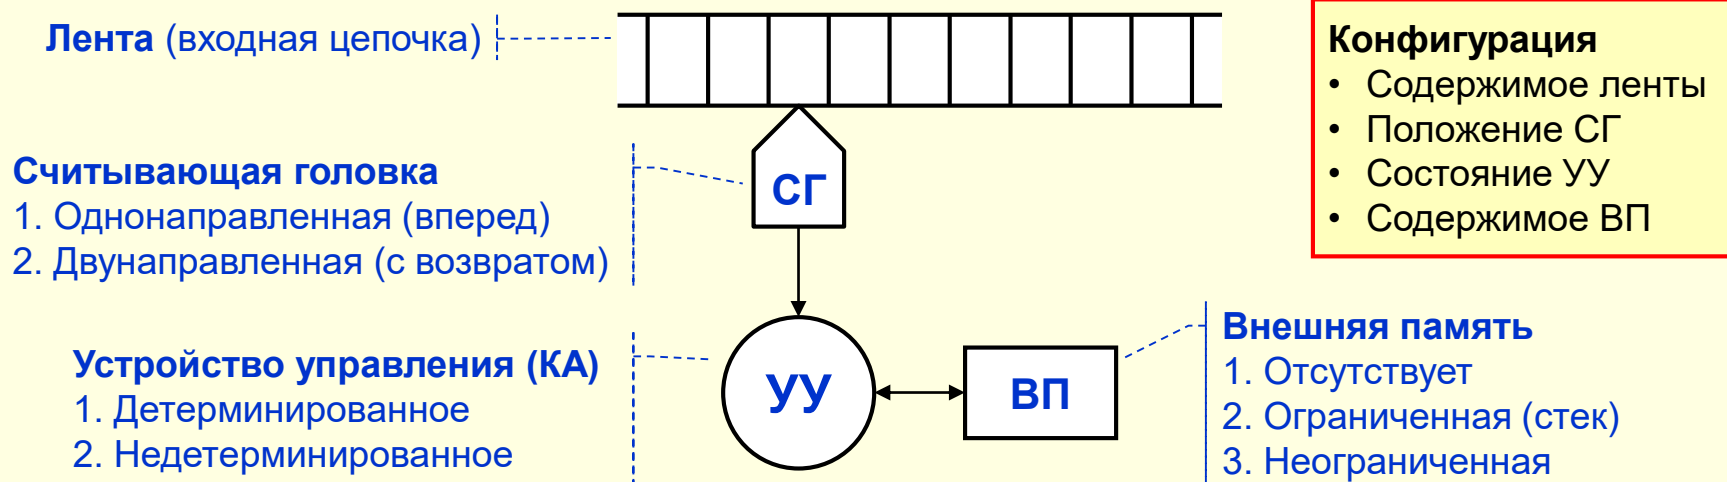 Лента (входная цепочка)
Конфигурация
• Содержимое ленты
• Положение СГ
• Состояние УУ
• Содержимое ВП
Считывающая головка
1. Однонаправленная (вперед)
2. Двунаправленная (с возвратом)
СГ
Устройство управления (КА)
1. Детерминированное
2. Недетерминированное
УУ
ВП
Внешняя память
1. Отсутствует
2. Ограниченная (стек)
3. Неограниченная